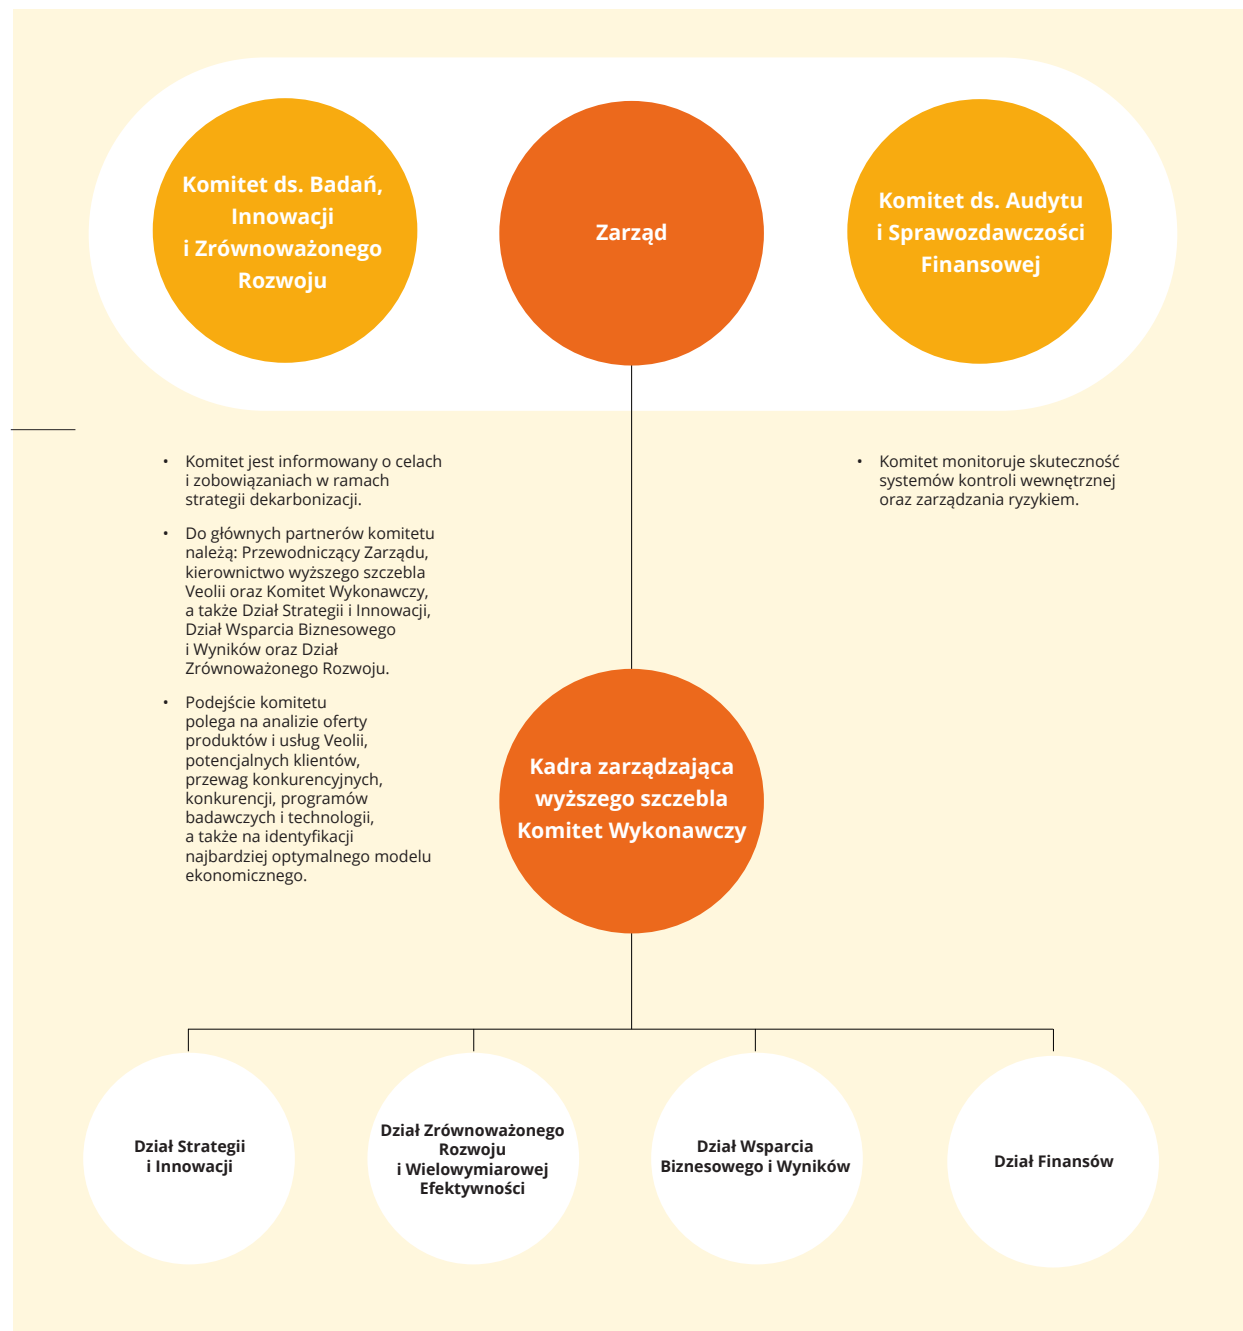 Komitet ds. Badań,
Innowacji
i Zrównoważonego
Rozwoju
Zarząd
Komitet ds. Audytu
i Sprawozdawczości
Finansowej
• Komitet jest informowany o celach
i zobowiązaniach w ramach
strategii dekarbonizacji.
• Do głównych partnerów komitetu
należą: Przewodniczący Zarządu,
kierownictwo wyższego szczebla
Veolii oraz Komitet Wykonawczy,
a także Dział Strategii i Innowacji,
Dział Wsparcia Biznesowego
i Wyników oraz Dział
Zrównoważonego Rozwoju.
• Podejście komitetu
polega na analizie oferty
produktów i usług Veolii,
potencjalnych klientów,
przewag konkurencyjnych,
konkurencji, programów
badawczych i technologii,
a także na identyfikacji
najbardziej optymalnego modelu
ekonomicznego.
• Komitet monitoruje skuteczność
systemów kontroli wewnętrznej
oraz zarządzania ryzykiem.
Kadra zarządzająca
wyższego szczebla
Komitet Wykonawczy
Dział Strategii
i Innowacji
Dział Zrównoważonego
Rozwoju
i Wielowymiarowej
Efektywności
Dział Wsparcia
Biznesowego i Wyników
Dział Finansów